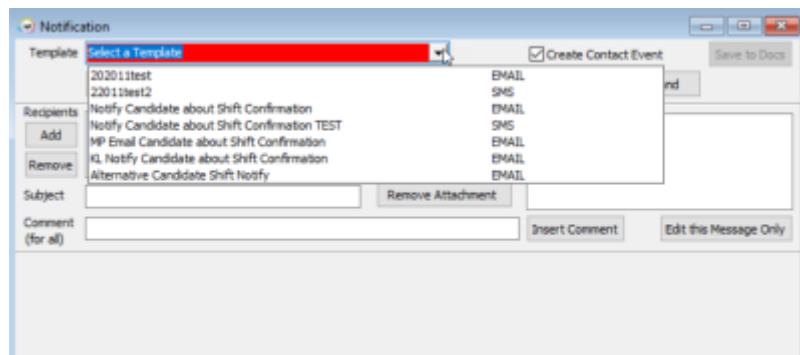 Notification
Template Select a Template Create Contact Event Save to Docs
202011test EMAIL
22011test2 SMS
nd
Recipients Notify Candidate about Shift Confirmation EMAIL
Add Notify Candidate about Shift Confirmation TEST SMS
MP Email Candidate about Shift Confirmation EMAIL
Remove KL Notify Candidate about Shift Confirmation EMAIL
Alternative Candidate Shift Notify EMAIL
Subject Remove Attachment
Comment
(for all) Insert Comment Edit this Message Only